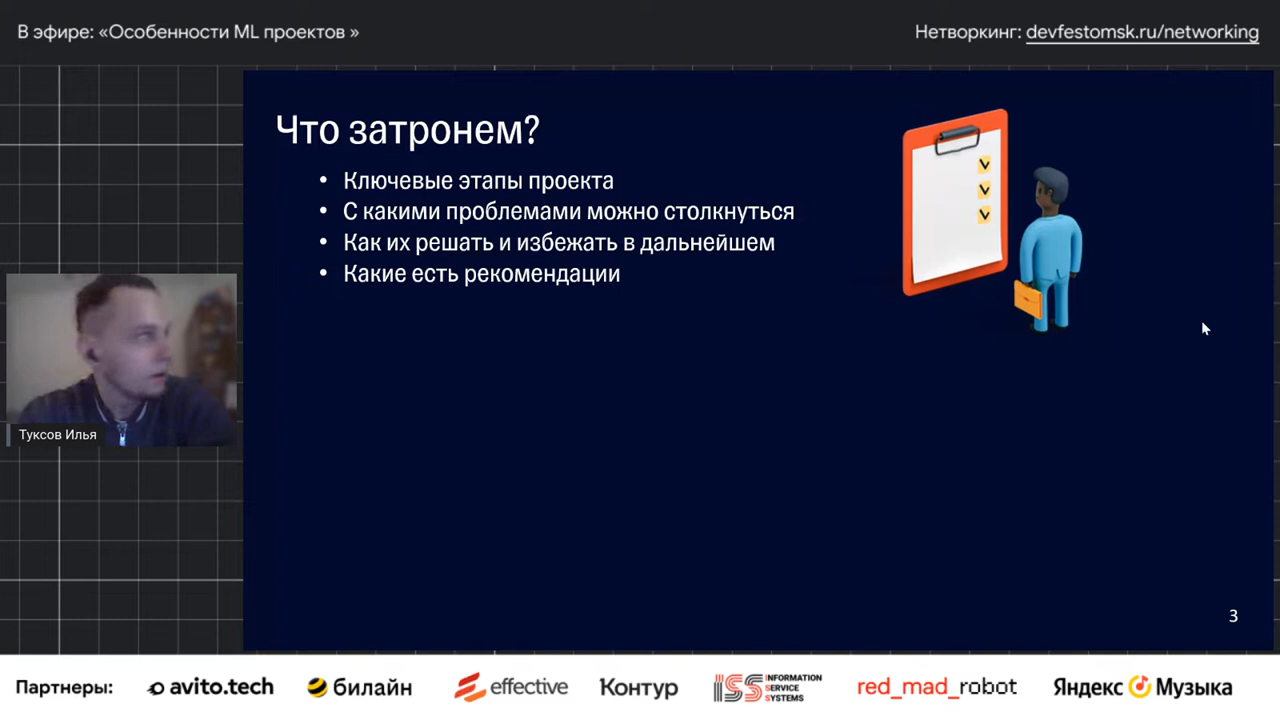 В эфире: «Особенности ML проектов »
Нетворкинг: devfestomsk.ru/networking
Что затронем?
• Ключевые этапы проекта
• С какими проблемами можно столкнуться
• Как их решать и избежать в дальнейшем
• Какие есть рекомендации
Туксов Илья
3
Партнеры:
avito.tech
билайн
effective
Контур
ISS INFORMATION
SERVICE
SYSTEMS
red_mad_robot
Яндекс Музыка